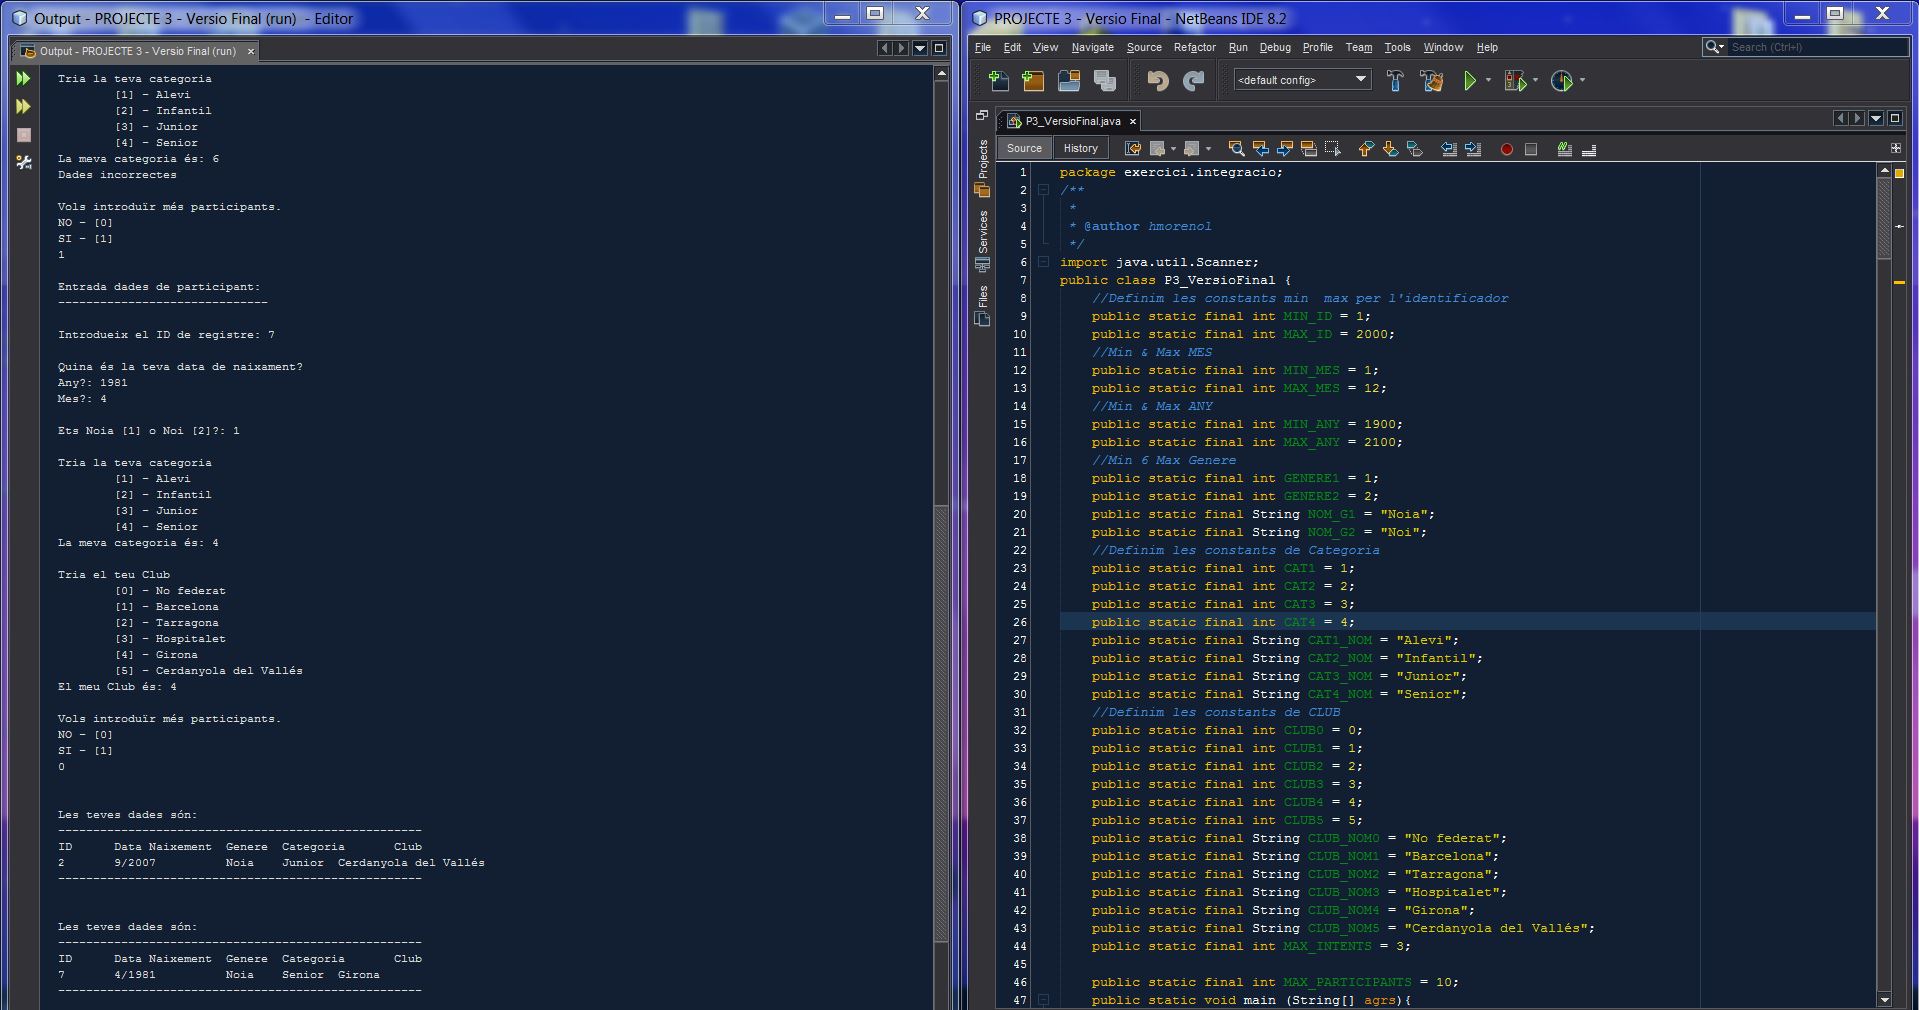 Output - PROJECTE 3 - Versio Final (run) - Editor
Output - PROJECTE 3 - Versio Final (run) ×
Tria la teva categoria
[1] - Alevi
[2] - Infantil
[3] - Junior
[4] - Senior
La meva categoria és: 6
Dades incorrectes
Vols introduïr més participants.
NO - [0]
SI - [1]
1
Entrada dades de participant:
------------------------------
Introdueix el ID de registre: 7
Quina és la teva data de naixament?
Any?: 1981
Mes?: 4
Ets Noia [1] o Noi [2]?: 1
Tria la teva categoria
[1] - Alevi
[2] - Infantil
[3] - Junior
[4] - Senior
La meva categoria és: 4
Tria el teu Club
[0] - No federat
[1] - Barcelona
[2] - Tarragona
[3] - Hospitalet
[4] - Girona
[5] - Cerdanyola del Vallés
El meu Club és: 4
Vols introduïr més participants.
NO - [0]
SI - [1]
0
Les teves dades són:
----------------------------------------------------
ID Data Naixement Genere Categoria Club
2 9/2007 Noia Junior Cerdanyola del Vallés
----------------------------------------------------
Les teves dades són:
----------------------------------------------------
ID Data Naixement Genere Categoria Club
7 4/1981 Noia Senior Girona
----------------------------------------------------
PROJECTE 3 - Versio Final - NetBeans IDE 8.2
File Edit View Navigate Source Refactor Run Debug Profile Team Tools Window Help
Search (Ctrl+I)
<default config>
P3_VersioFinal.java ×
Source History
Projects
Services
Files
1 package exercici.integracio;
2 /**
3 *
4 * @author hmorenol
5 */
6 import java.util.Scanner;
7 public class P3_VersioFinal {
8 //Definim les constants min  max per l'identificador
9 public static final int MIN_ID = 1;
10 public static final int MAX_ID = 2000;
11 //Min & Max MES
12 public static final int MIN_MES = 1;
13 public static final int MAX_MES = 12;
14 //Min & Max ANY
15 public static final int MIN_ANY = 1900;
16 public static final int MAX_ANY = 2100;
17 //Min 6 Max Genere
18 public static final int GENERE1 = 1;
19 public static final int GENERE2 = 2;
20 public static final String NOM_G1 = "Noia";
21 public static final String NOM_G2 = "Noi";
22 //Definim les constants de Categoria
23 public static final int CAT1 = 1;
24 public static final int CAT2 = 2;
25 public static final int CAT3 = 3;
26 public static final int CAT4 = 4;
27 public static final String CAT1_NOM = "Alevi";
28 public static final String CAT2_NOM = "Infantil";
29 public static final String CAT3_NOM = "Junior";
30 public static final String CAT4_NOM = "Senior";
31 //Definim les constants de CLUB
32 public static final int CLUB0 = 0;
33 public static final int CLUB1 = 1;
34 public static final int CLUB2 = 2;
35 public static final int CLUB3 = 3;
36 public static final int CLUB4 = 4;
37 public static final int CLUB5 = 5;
38 public static final String CLUB_NOM0 = "No federat";
39 public static final String CLUB_NOM1 = "Barcelona";
40 public static final String CLUB_NOM2 = "Tarragona";
41 public static final String CLUB_NOM3 = "Hospitalet";
42 public static final String CLUB_NOM4 = "Girona";
43 public static final String CLUB_NOM5 = "Cerdanyola del Vallés";
44 public static final int MAX_INTENTS = 3;
45
46 public static final int MAX_PARTICIPANTS = 10;
47 public static void main (String[] agrs){